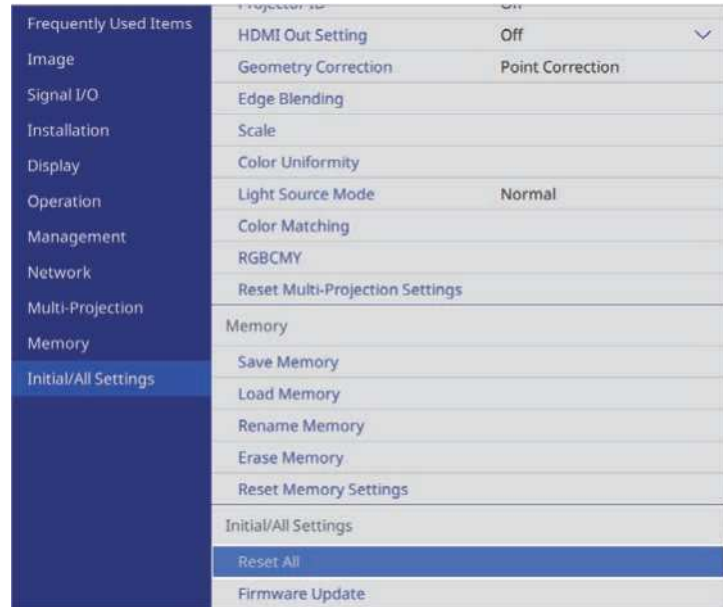 Frequently Used Items
Image
Signal I/O
Installation
Display
Operation
Management
Network
Multi-Projection
Memory
Initial/All Settings
Projector ID Off
HDMI Out Setting Off
Geometry Correction Point Correction
Edge Blending
Scale
Color Uniformity
Light Source Mode Normal
Color Matching
RGBCMY
Reset Multi-Projection Settings
Memory
Save Memory
Load Memory
Rename Memory
Erase Memory
Reset Memory Settings
Initial/All Settings
Reset All
Firmware Update